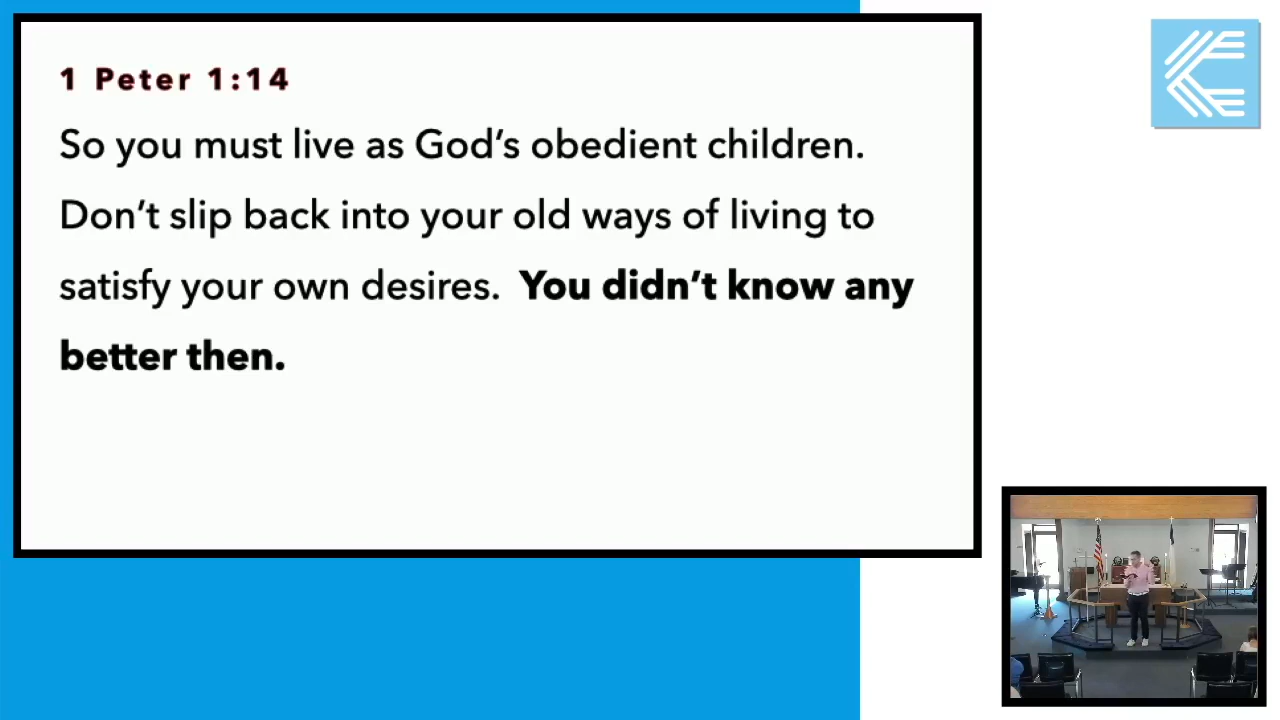 1 Peter 1:14
So you must live as God’s obedient children.
Don’t slip back into your old ways of living to
satisfy your own desires. You didn’t know any
better then.